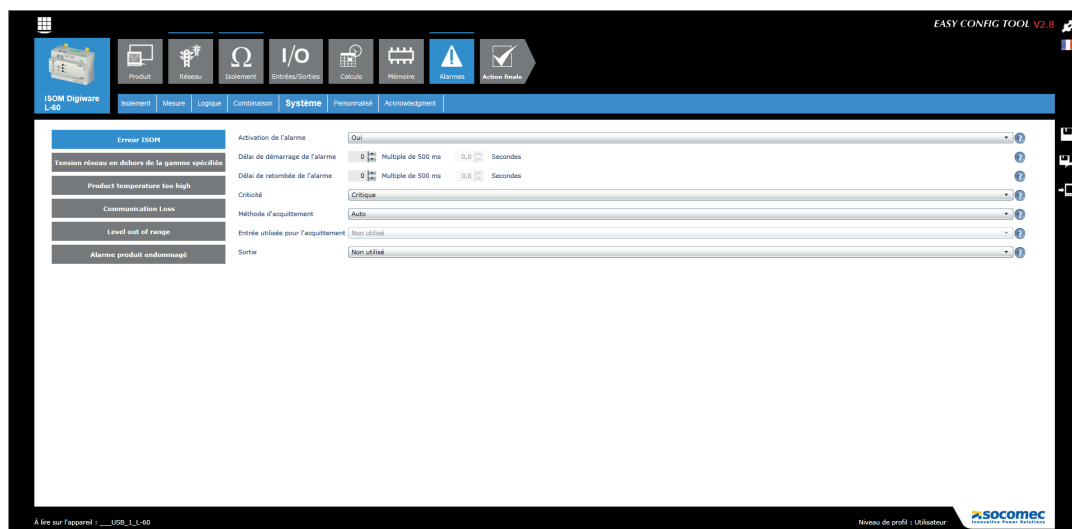 EASY CONFIG TOOL V2.8
Produit
Réseau
Isolement
I/O
Entrées/Sorties
Calculs
Mémoire
Alarmes
Action finale
ISOM Digiware
L-60
Isolement
Mesure
Logique
Combinaison
Système
Personnalisé
Acknowledgment
Erreur ISOM
Tension réseau en dehors de la gamme spécifiée
Product temperature too high
Communication Loss
Level out of range
Alarme produit endommagé
Activation de l'alarme Oui
Délai de démarrage de l'alarme 0 Multiple de 500 ms 0,0 Secondes
Délai de retombée de l'alarme 0 Multiple de 500 ms 0,0 Secondes
Criticité Critique
Méthode d'acquittement Auto
Entrée utilisée pour l'acquittement Non utilisé
Sortie Non utilisé
À lire sur l'appareil : ___USB_1_L-60
Niveau de profil : Utilisateur
socomec
Innovative Power Solutions